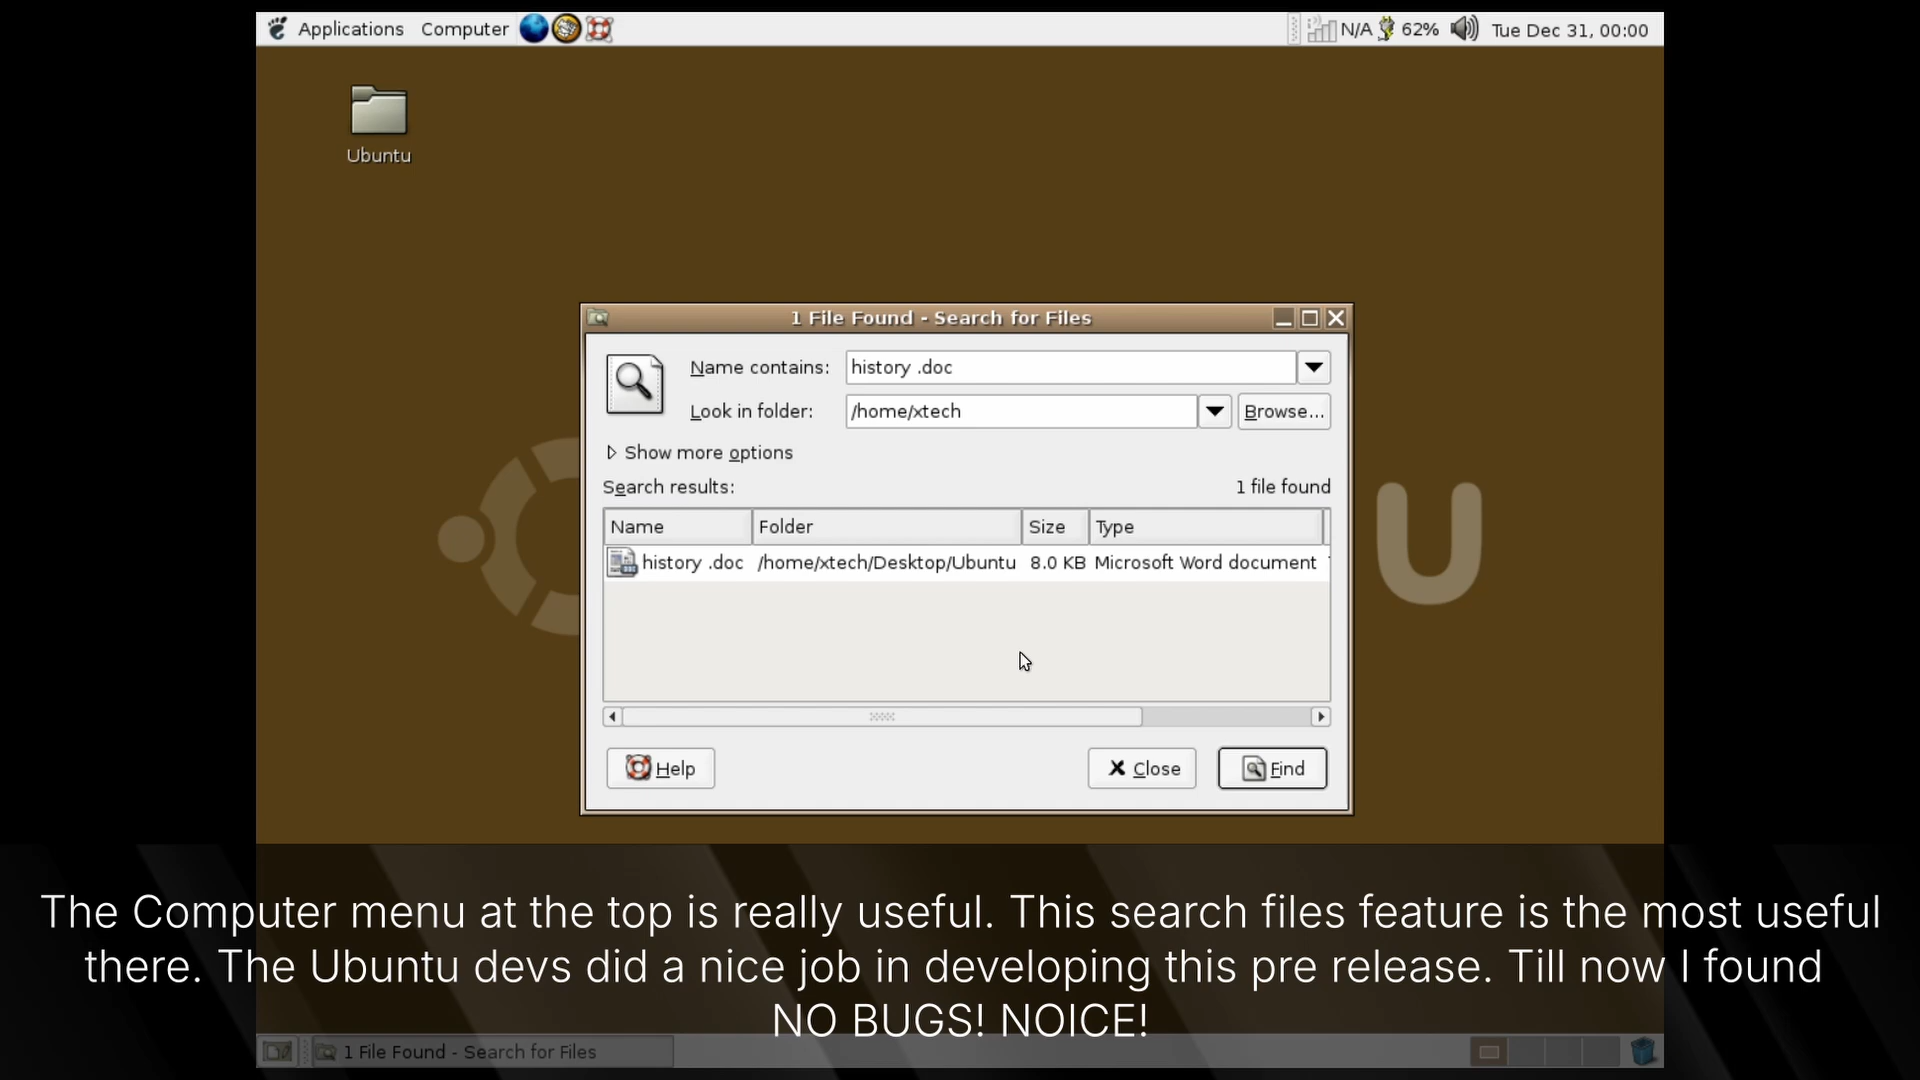 Applications Computer N/A 62% Tue Dec 31, 00:00
Ubuntu
1 File Found - Search for Files
Name contains: history .doc
Look in folder: /home/xtech Browse...
Show more options
Search results: 1 file found
Name Folder Size Type
history .doc /home/xtech/Desktop/Ubuntu 8.0 KB Microsoft Word document
u
Help Close Find
The Computer menu at the top is really useful. This search files feature is the most useful
there. The Ubuntu devs did a nice job in developing this pre release. Till now I found
NO BUGS! NOICE!
1 File Found - Search for Files